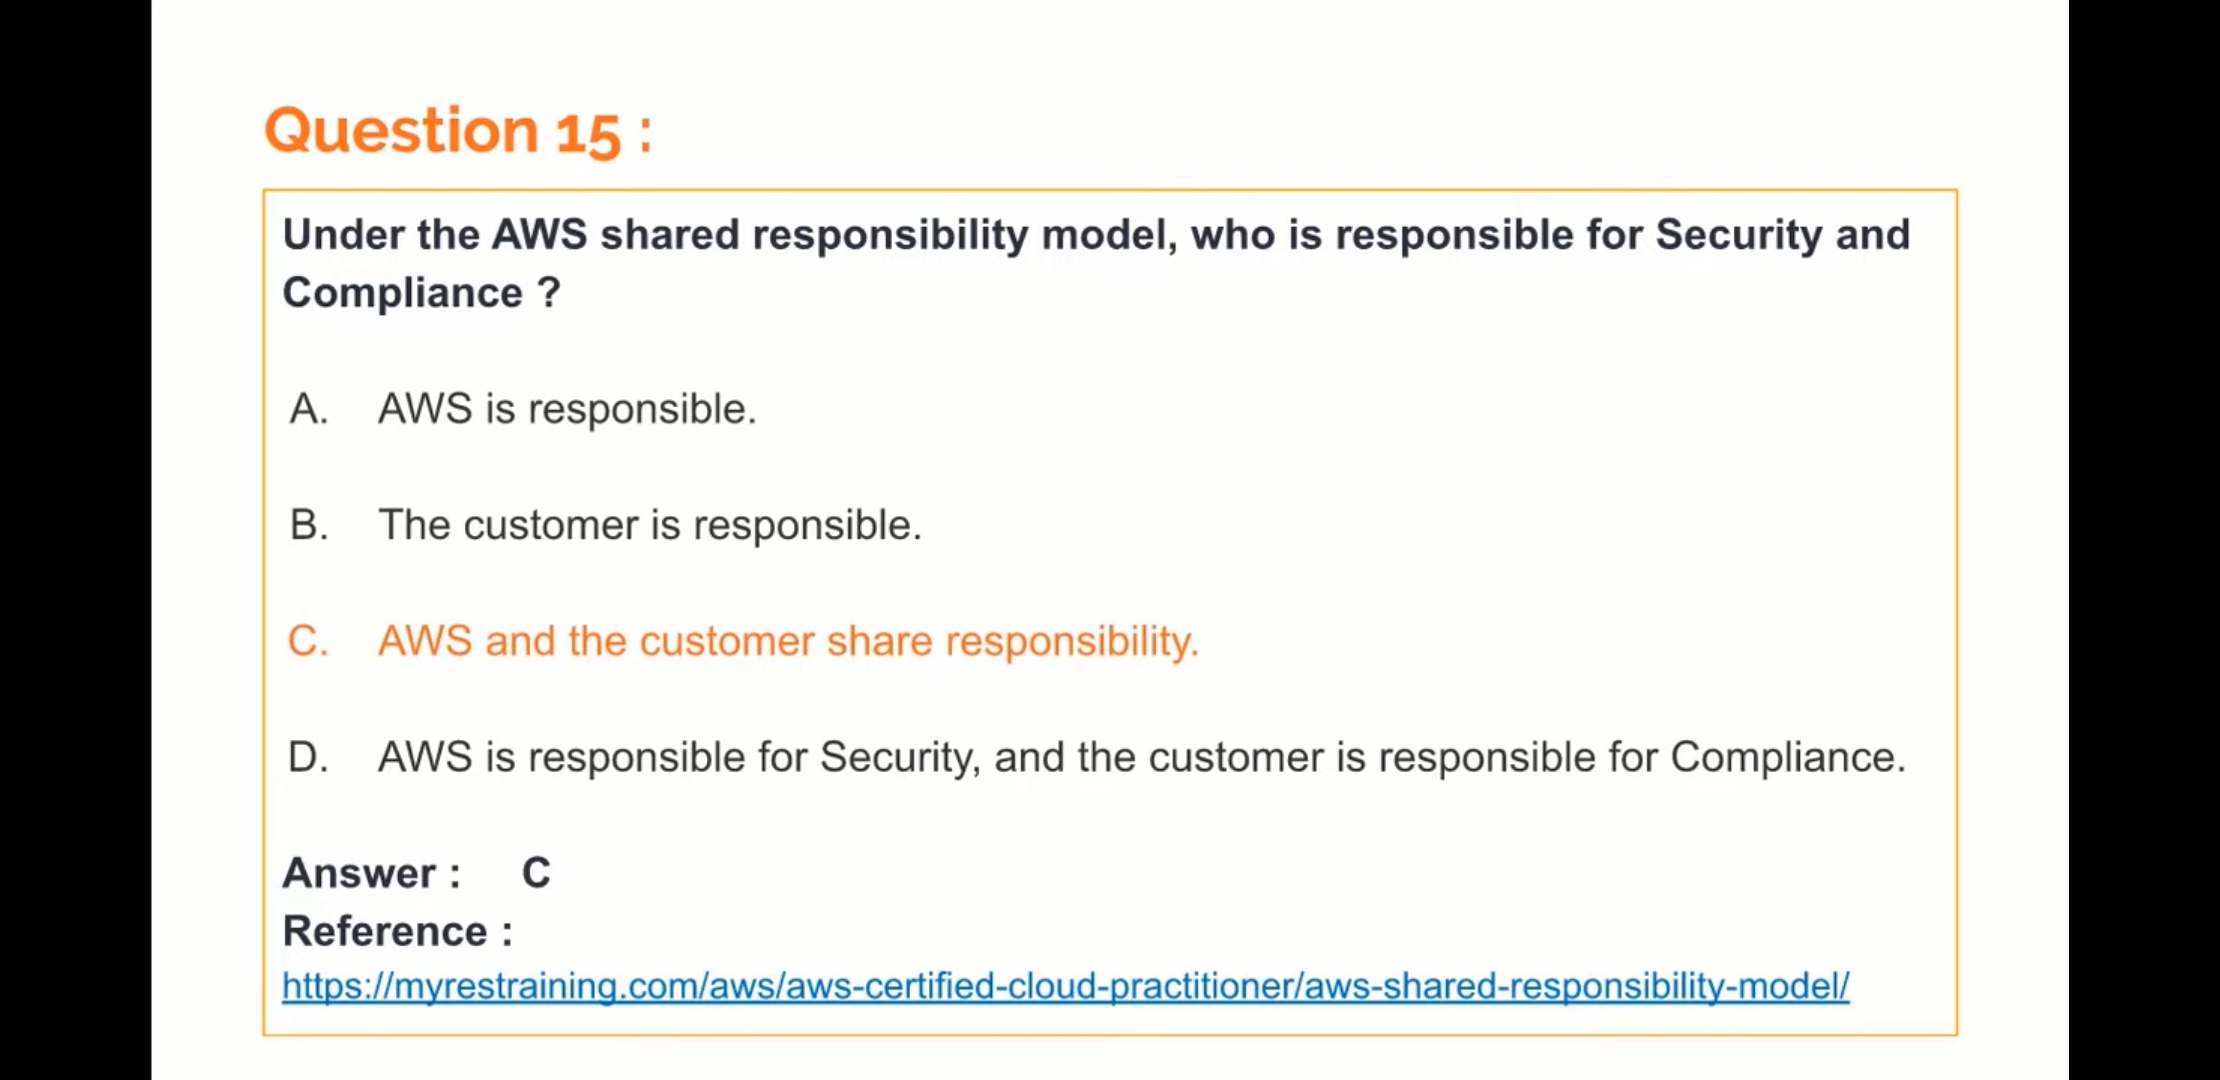 Question 15 :
Under the AWS shared responsibility model, who is responsible for Security and
Compliance ?
A. AWS is responsible.
B. The customer is responsible.
C. AWS and the customer share responsibility.
D. AWS is responsible for Security, and the customer is responsible for Compliance.
Answer : C
Reference :
https://myrestraining.com/aws/aws-certified-cloud-practitioner/aws-shared-responsibility-model/